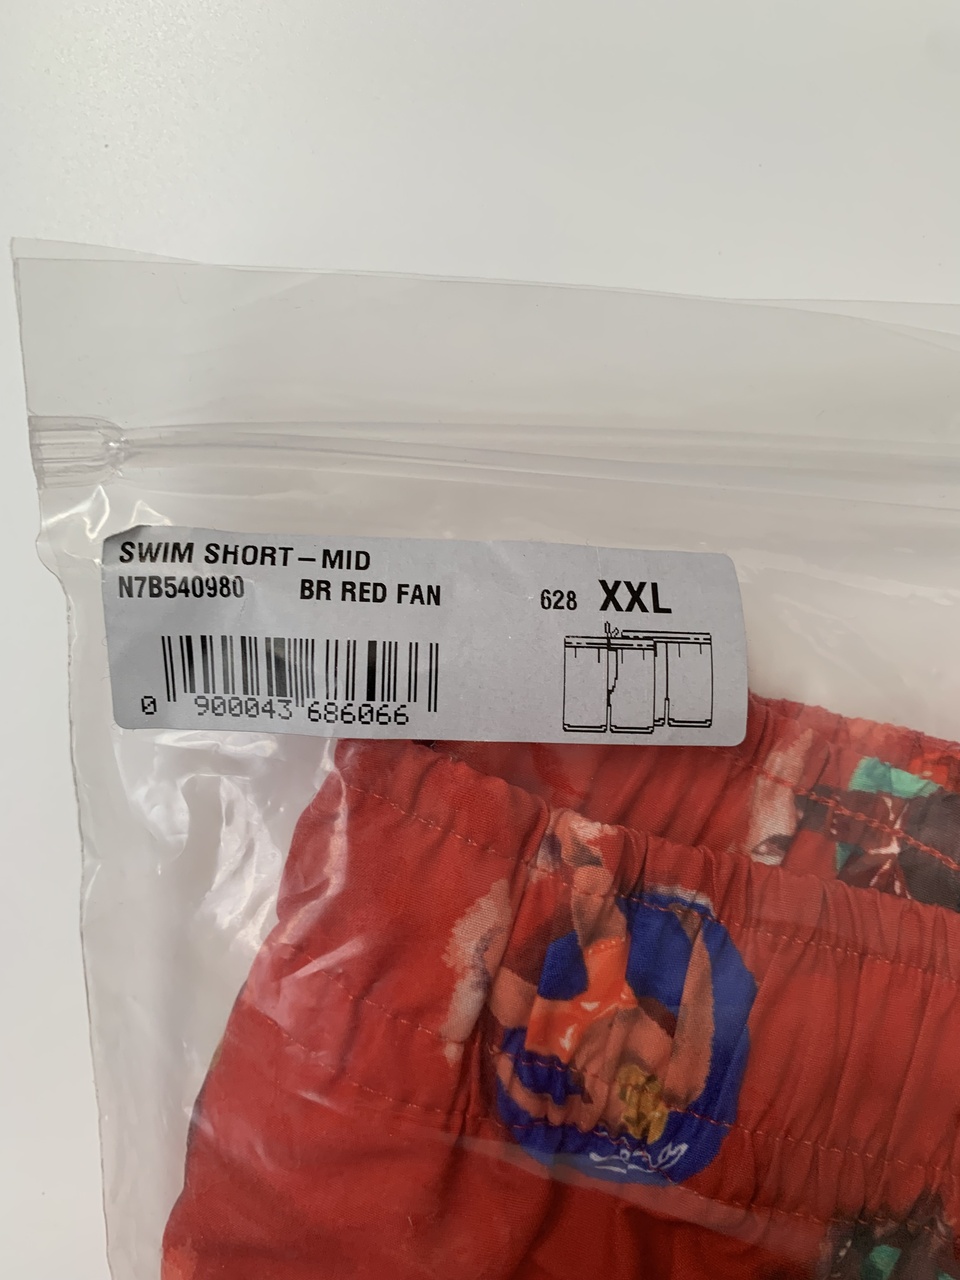 SWIM SHORT–MID
N7B540980 BR RED FAN 628 XXL
0 900043 686066